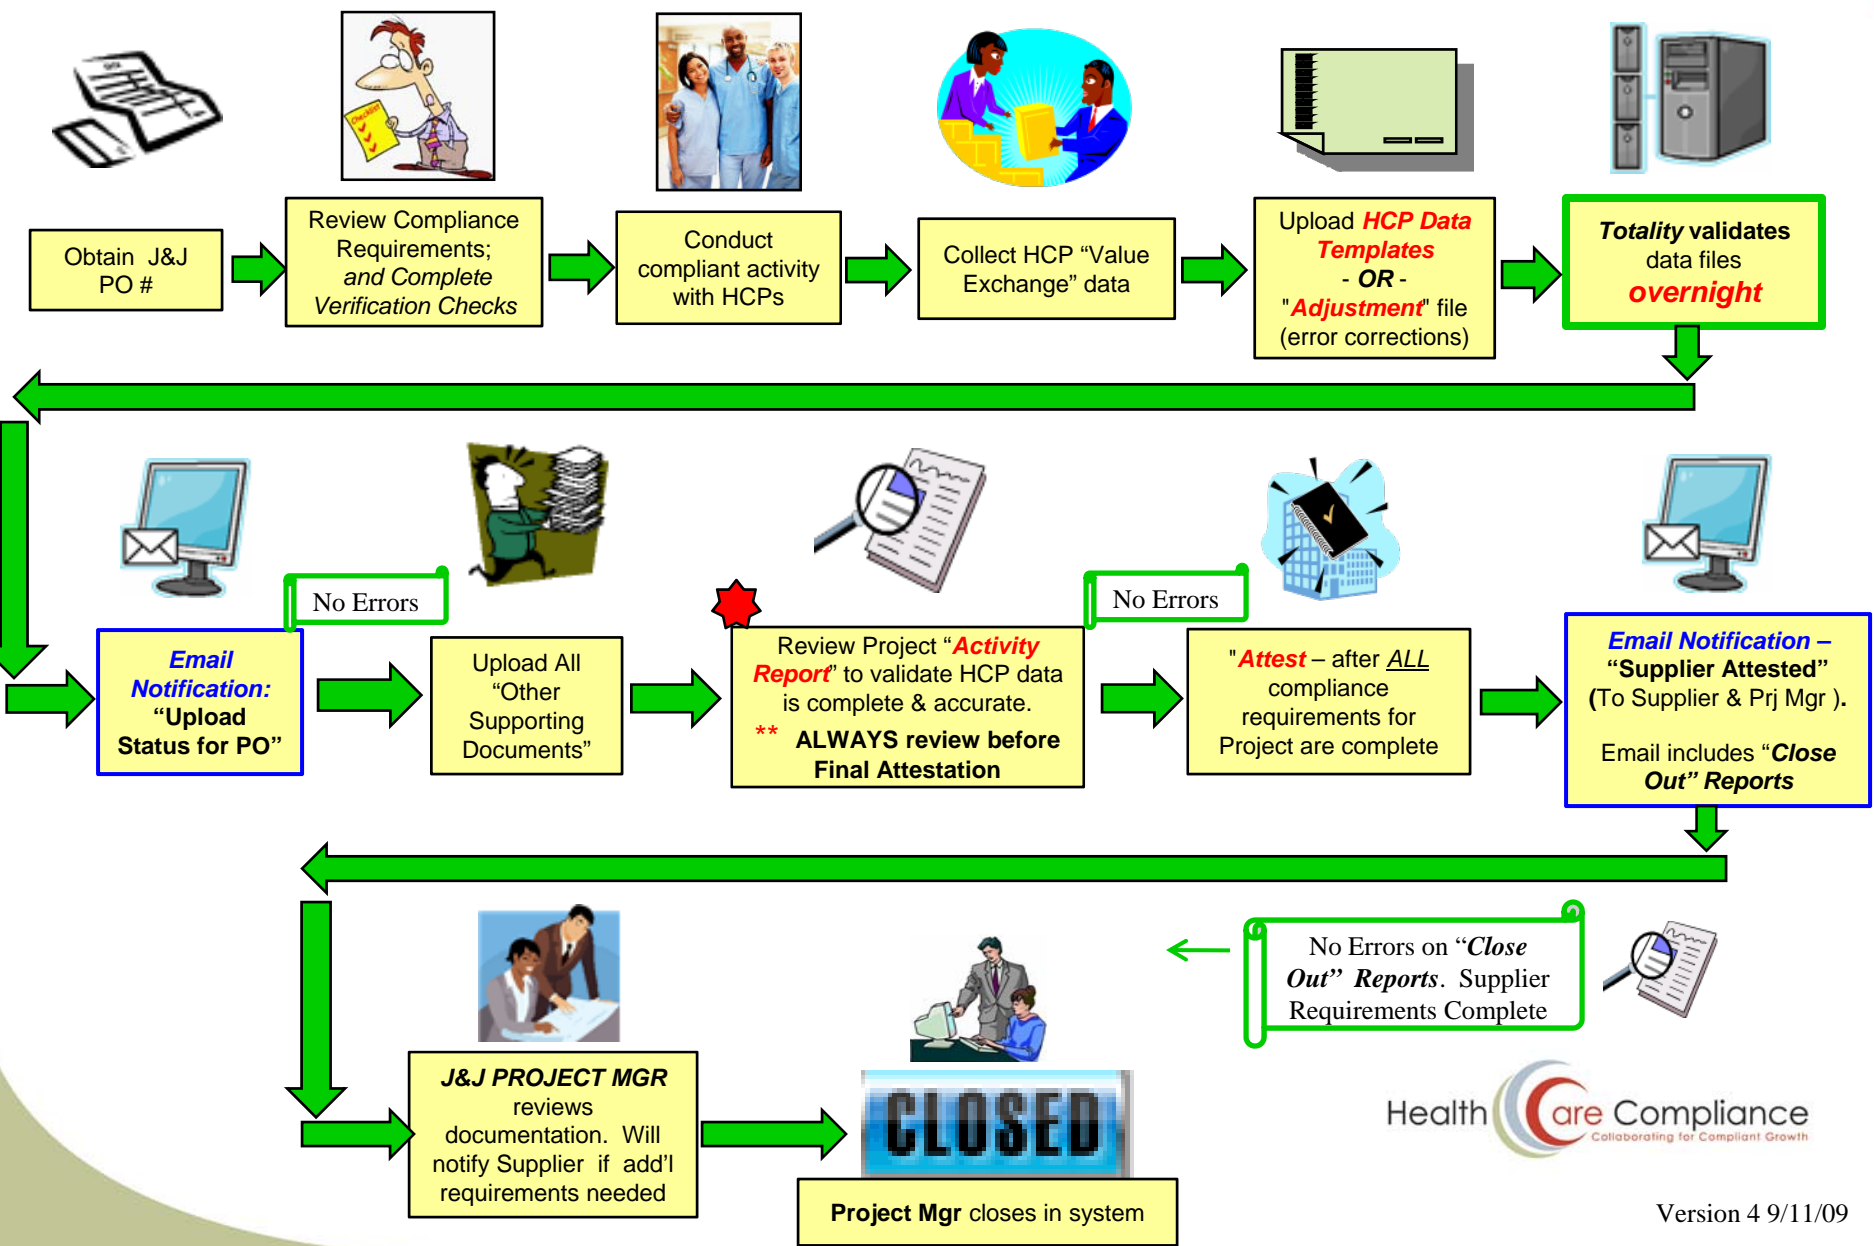 Checklist
Obtain J&J
PO #
Review Compliance
Requirements;
and Complete
Verification Checks
Conduct
compliant activity
with HCPs
Collect HCP “Value
Exchange” data
Upload HCP Data
Templates
- OR -
"Adjustment" file
(error corrections)
Totality validates
data files
overnight
Email
Notification:
“Upload
Status for PO”
No Errors
Upload All
“Other
Supporting
Documents”
Review Project “Activity
Report” to validate HCP data
is complete & accurate.
** ALWAYS review before
Final Attestation
No Errors
"Attest – after ALL
compliance
requirements for
Project are complete
Email Notification –
“Supplier Attested”
(To Supplier & Prj Mgr ).
Email includes “Close
Out” Reports
No Errors on “Close
Out” Reports. Supplier
Requirements Complete
J&J PROJECT MGR
reviews
documentation. Will
notify Supplier if add’l
requirements needed
CLOSED
Project Mgr closes in system
Health Care Compliance
Collaborating for Compliant Growth
Version 4 9/11/09